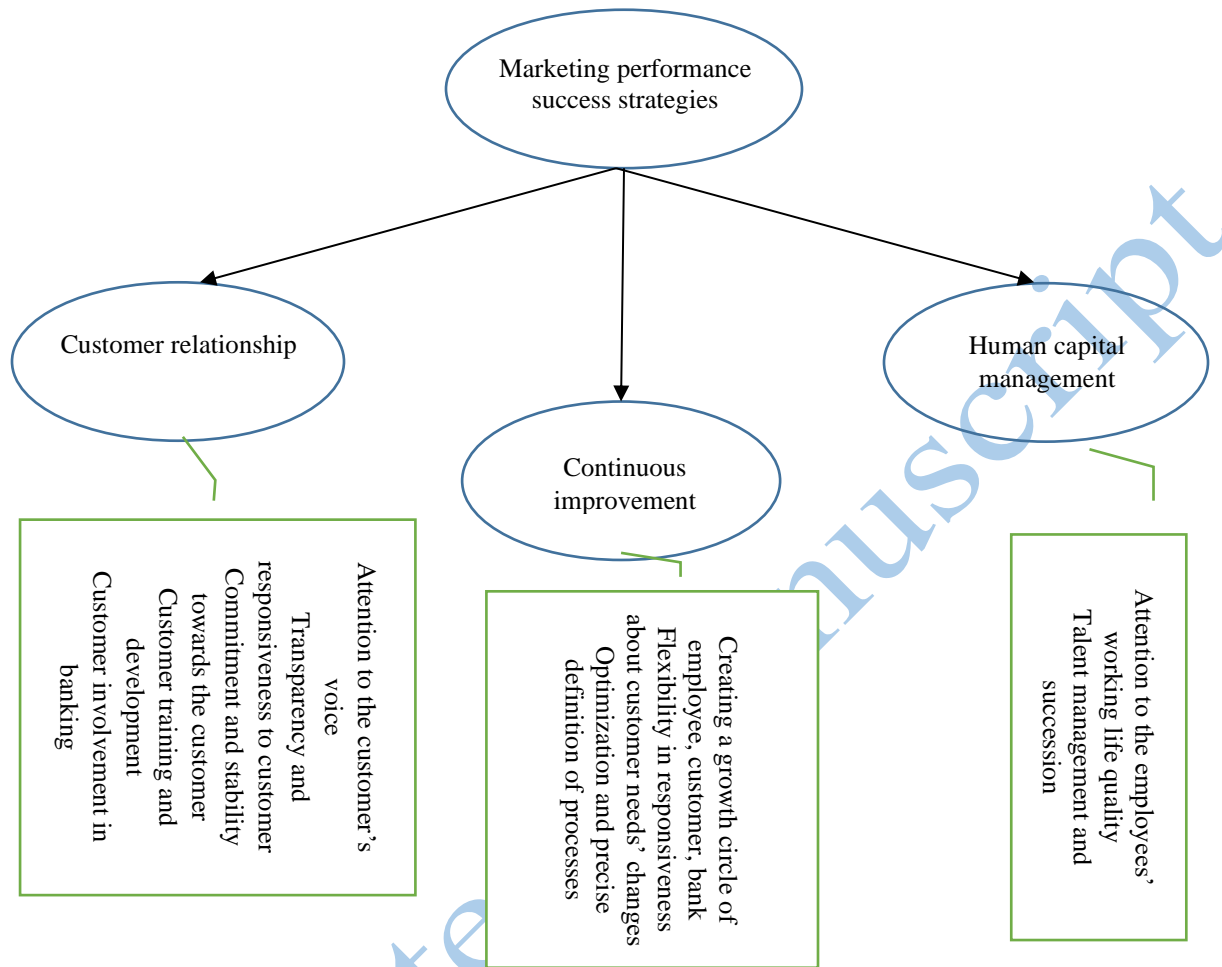 Marketing performance
success strategies
Customer relationship
Human capital
management
Continuous
improvement
Attention to the customer’s
voice
Transparency and
responsiveness to customer
Commitment and stability
towards the customer
Customer training and
development
Customer involvement in
banking
Creating a growth circle of
employee, customer, bank
Flexibility in responsiveness
about customer needs’ changes
Optimization and precise
definition of processes
Attention to the employees’
working life quality
Talent management and
succession